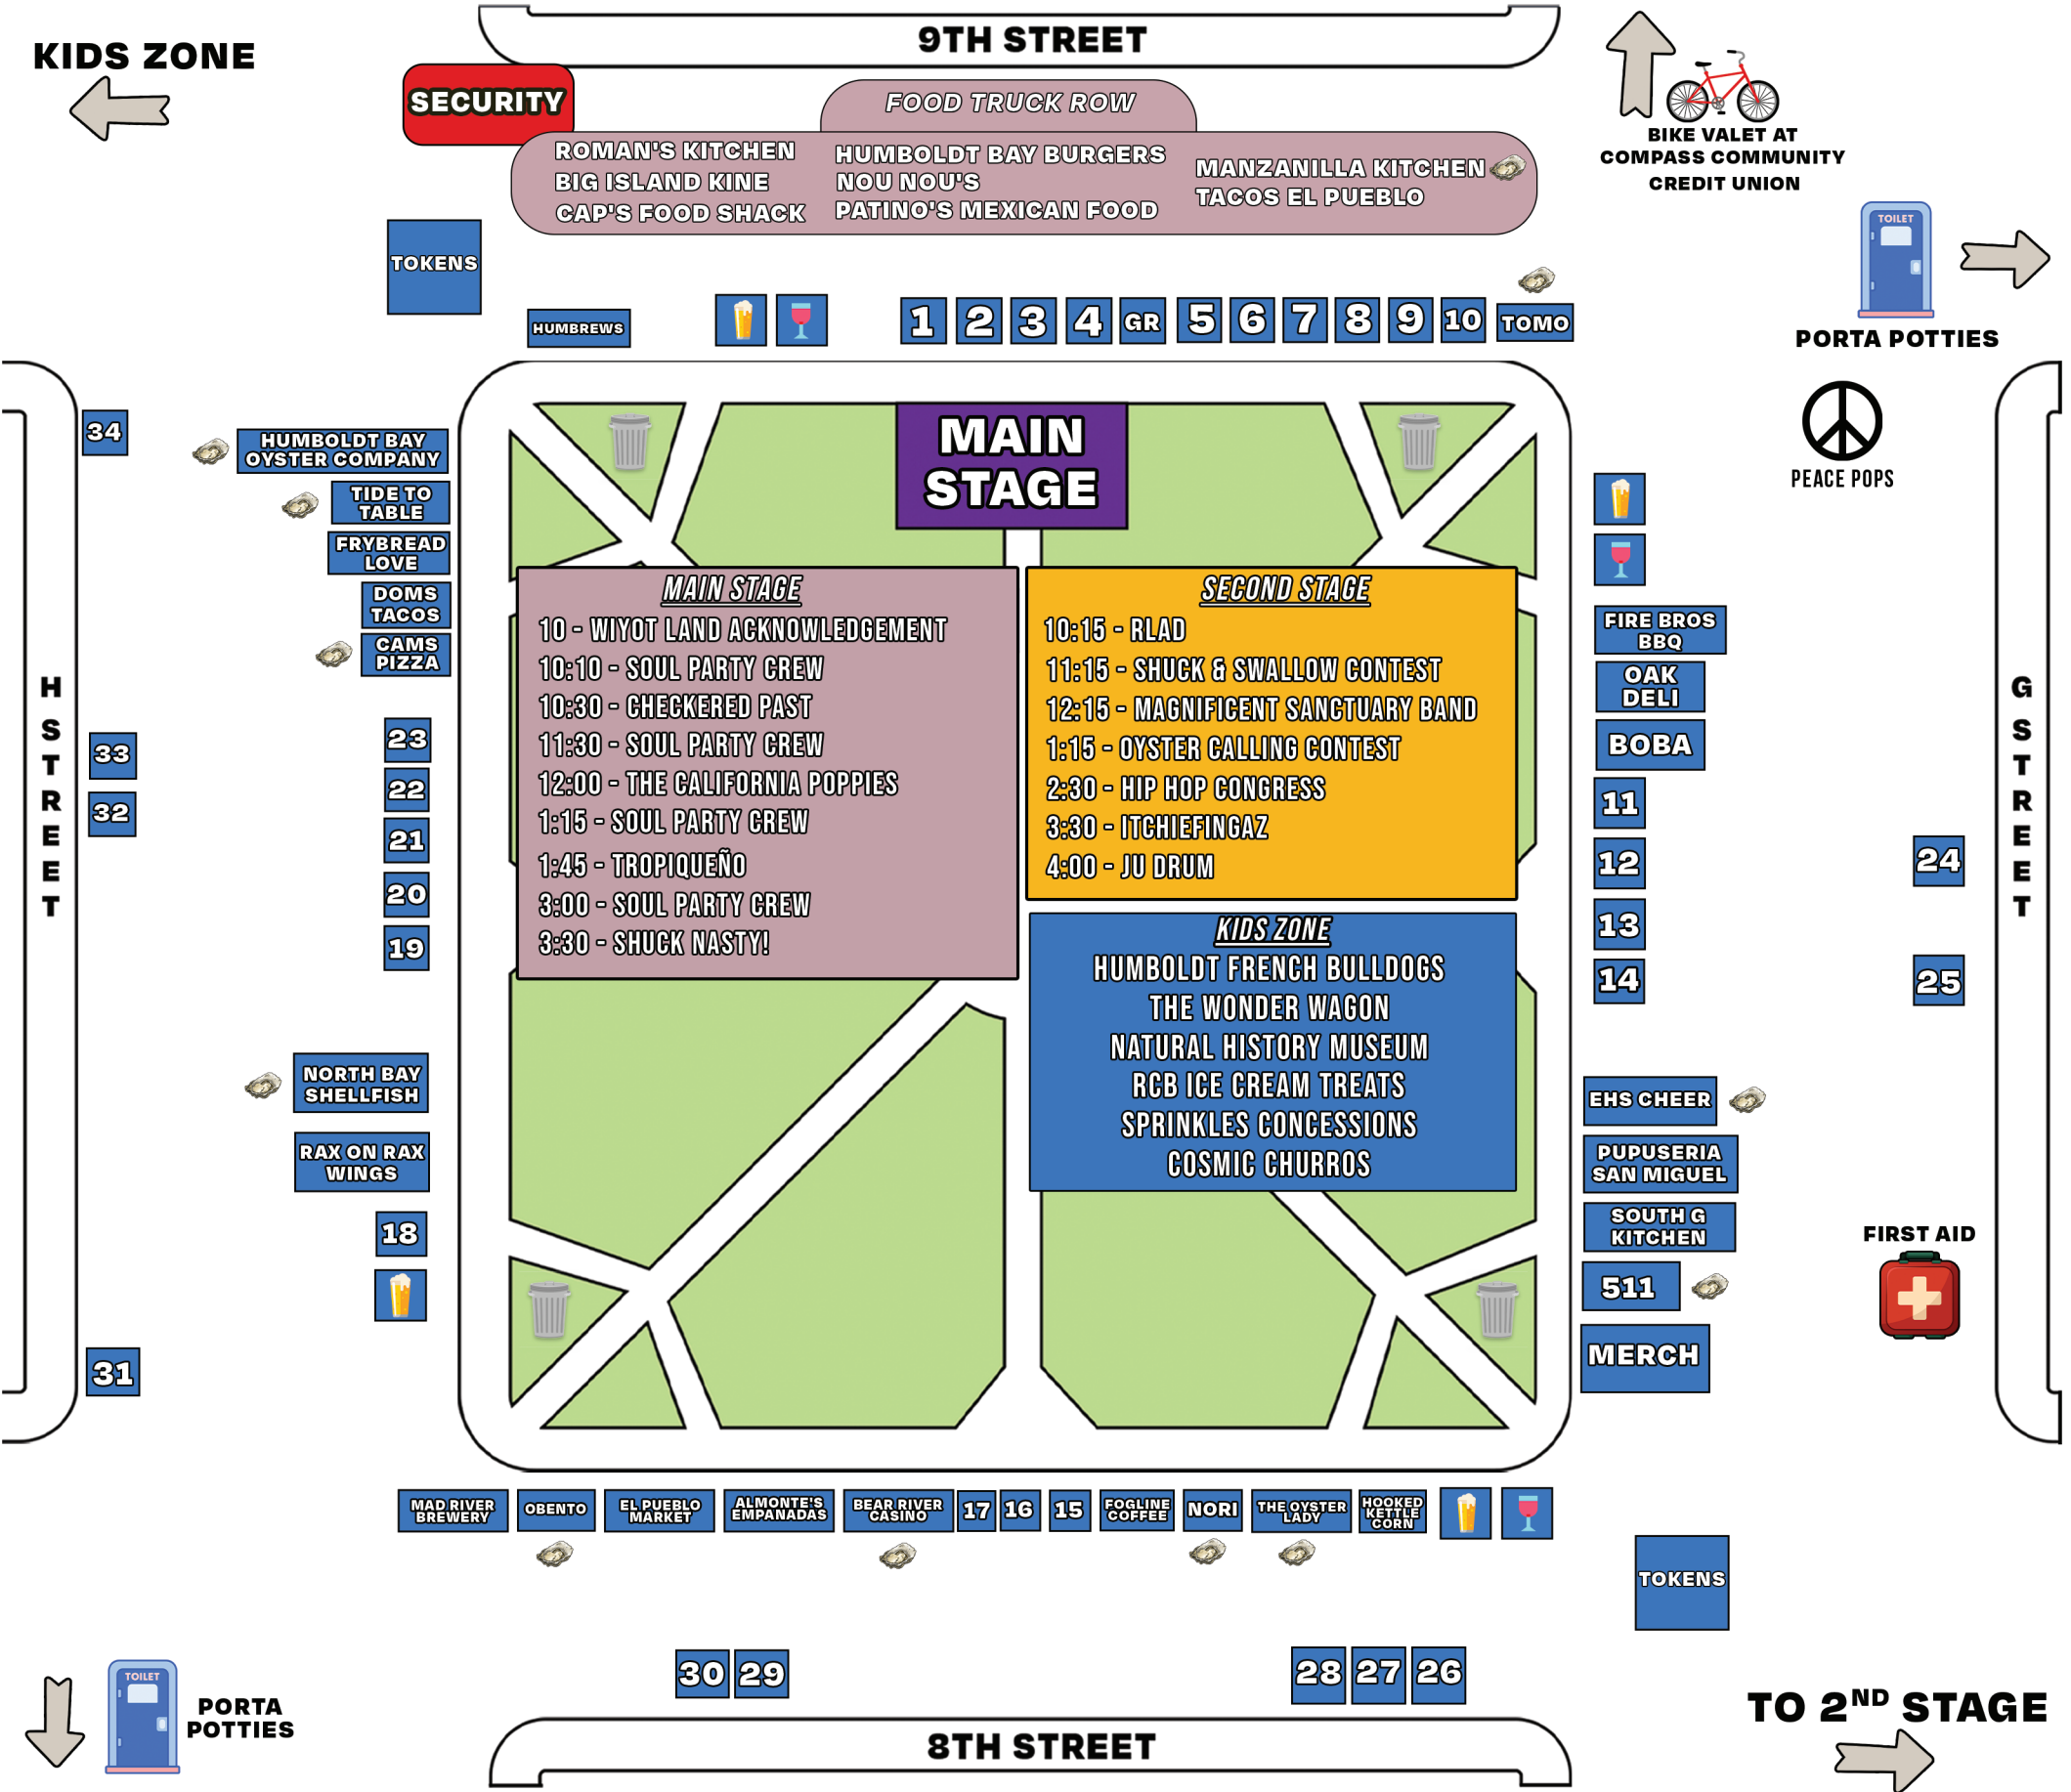 9TH STREET
KIDS ZONE
SECURITY
FOOD TRUCK ROW
ROMAN'S KITCHEN
BIG ISLAND KINE
CAP'S FOOD SHACK
HUMBOLDT BAY BURGERS
NOU NOU'S
PATINO'S MEXICAN FOOD
MANZANILLA KITCHEN
TACOS EL PUEBLO
BIKE VALET AT
COMPASS COMMUNITY
CREDIT UNION
TOILET
PORTA POTTIES
TOKENS
HUMBREWS
1
2
3
4
GR
5
6
7
8
9
10
TOMO
PEACE POPS
34
HUMBOLDT BAY
OYSTER COMPANY
TIDE TO
TABLE
FRYBREAD
LOVE
DOMS
TACOS
CAMS
PIZZA
H STREET
33
32
23
22
21
20
19
NORTH BAY
SHELLFISH
RAX ON RAX
WINGS
18
31
MAIN
STAGE
MAIN STAGE
10 - WIYOT LAND ACKNOWLEDGEMENT
10:10 - SOUL PARTY CREW
10:30 - CHECKERED PAST
11:30 - SOUL PARTY CREW
12:00 - THE CALIFORNIA POPPIES
1:15 - SOUL PARTY CREW
1:45 - TROPIQUEÑO
3:00 - SOUL PARTY CREW
3:30 - SHUCK NASTY!
SECOND STAGE
10:15 - RLAD
11:15 - SHUCK & SWALLOW CONTEST
12:15 - MAGNIFICENT SANCTUARY BAND
1:15 - OYSTER CALLING CONTEST
2:30 - HIP HOP CONGRESS
3:30 - ITCHIEFINGAZ
4:00 - JU DRUM
KIDS ZONE
HUMBOLDT FRENCH BULLDOGS
THE WONDER WAGON
NATURAL HISTORY MUSEUM
RCB ICE CREAM TREATS
SPRINKLES CONCESSIONS
COSMIC CHURROS
FIRE BROS
BBQ
OAK
DELI
BOBA
11
12
13
14
24
25
G STREET
EHS CHEER
PUPUSERIA
SAN MIGUEL
SOUTH G
KITCHEN
511
MERCH
FIRST AID
MAD RIVER
BREWERY
OBENTO
EL PUEBLO
MARKET
ALMONTE'S
EMPANADAS
BEAR RIVER
CASINO
17
16
15
FOGLINE
COFFEE
NORI
THE OYSTER
LADY
HOOKED
KETTLE
CORN
TOKENS
30
29
28
27
26
TOILET
PORTA
POTTIES
8TH STREET
TO 2ND STAGE